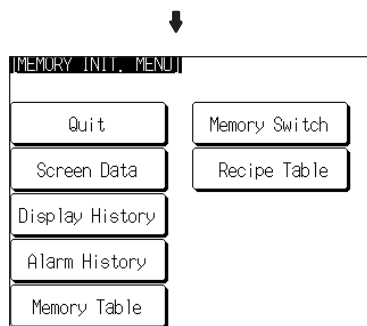 [MEMORY INIT. MENU]
Quit
Memory Switch
Screen Data
Recipe Table
Display History
Alarm History
Memory Table